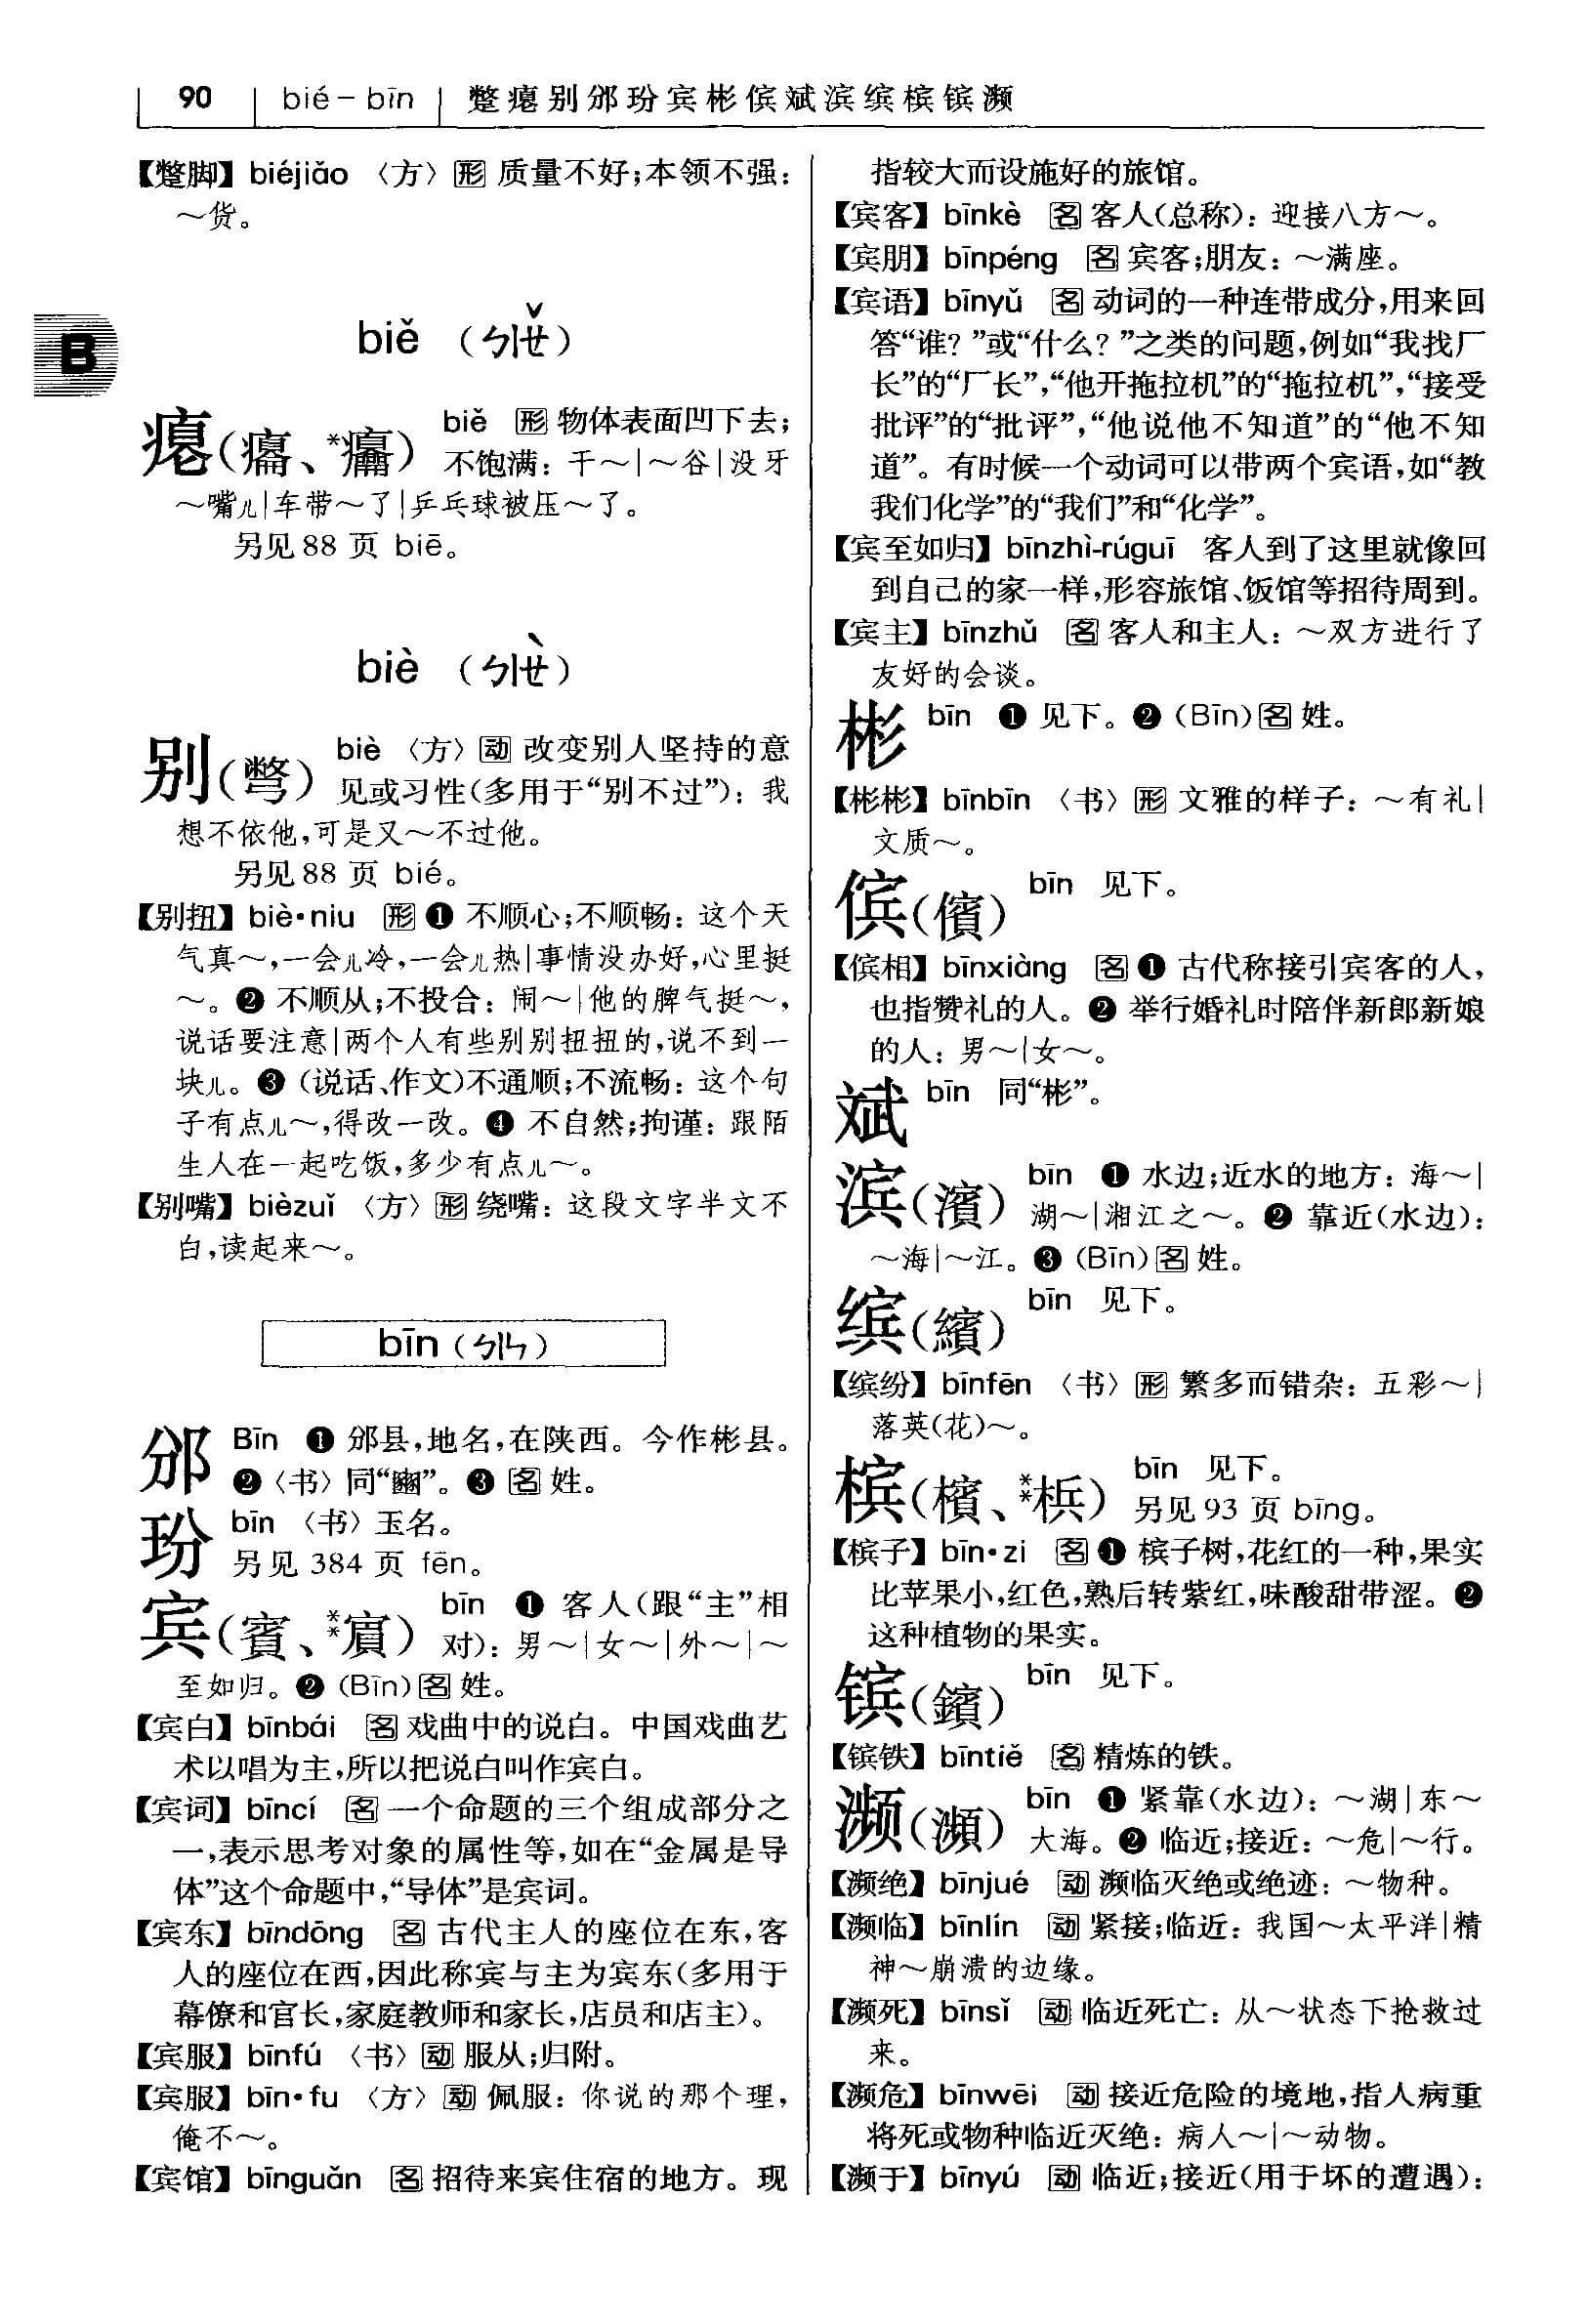 90 bié－bīn 蹩瘪别邠玢宾彬傧斌滨缤槟镔濒
【蹩脚】biéjiǎo 〈方〉形 质量不好；本领不强：
～货。
B
biě （ㄅㄧㄝˇ）
瘪（癟、*癟） biě 形 物体表面凹下去；
不饱满：干～｜～谷｜没牙
～嘴儿｜车带～了｜乒乓球被压～了。
另见88 页 biē。
biè （ㄅㄧㄝˋ）
别（彆） biè 〈方〉动 改变别人坚持的意
见或习性（多用于“别不过”）：我
想不依他，可是又～不过他。
另见88 页 bié。
【别扭】biè·niu 形 ❶ 不顺心；不顺畅：这个天
气真～，一会儿冷，一会儿热｜事情没办好，心里挺
～。❷ 不顺从；不投合：闹～｜他的脾气挺～，
说话要注意｜两个人有些别别扭扭的，说不到一
块儿。❸（说话、作文）不通顺；不流畅：这个句
子有点儿～，得改一改。❹ 不自然；拘谨：跟陌
生人在一起吃饭，多少有点儿～。
【别嘴】bièzuǐ 〈方〉形 绕嘴：这段文字半文不
白，读起来～。
bīn（ㄅㄧㄣ）
邠 Bīn ❶ 邠县，地名，在陕西。今作彬县。
❷〈书〉同“豳”。❸ 名 姓。
玢 bīn 〈书〉玉名。
另见 384 页 fēn。
宾（賓、**賔） bīn ❶ 客人（跟“主”相
对）：男～｜女～｜外～｜～
至如归。❷（Bīn）名 姓。
【宾白】bīnbái 名 戏曲中的说白。中国戏曲艺
术以唱为主，所以把说白叫作宾白。
【宾词】bīncí 名 一个命题的三个组成部分之
一，表示思考对象的属性等，如在“金属是导
体”这个命题中，“导体”是宾词。
【宾东】bīndōng 名 古代主人的座位在东，客
人的座位在西，因此称宾与主为宾东（多用于
幕僚和官长，家庭教师和家长，店员和店主）。
【宾服】bīnfú 〈书〉动 服从；归附。
【宾服】bīn·fu 〈方〉动 佩服：你说的那个理，
俺不～。
【宾馆】bīnguǎn 名 招待来宾住宿的地方。现
指较大而设施好的旅馆。
【宾客】bīnkè 名 客人（总称）：迎接八方～。
【宾朋】bīnpéng 名 宾客；朋友：～满座。
【宾语】bīnyǔ 名 动词的一种连带成分，用来回
答“谁？”或“什么？”之类的问题，例如“我找厂
长”的“厂长”，“他开拖拉机”的“拖拉机”，“接受
批评”的“批评”，“他说他不知道”的“他不知
道”。有时候一个动词可以带两个宾语，如“教
我们化学”的“我们”和“化学”。
【宾至如归】bīnzhì-rúguī 客人到了这里就像回
到自己的家一样，形容旅馆、饭馆等招待周到。
【宾主】bīnzhǔ 名 客人和主人：～双方进行了
友好的会谈。
彬 bīn ❶ 见下。❷（Bīn）名 姓。
【彬彬】bīnbīn 〈书〉形 文雅的样子：～有礼｜
文质～。
傧（儐） bīn 见下。
【傧相】bīnxiàng 名 ❶ 古代称接引宾客的人，
也指赞礼的人。❷ 举行婚礼时陪伴新郎新娘
的人：男～｜女～。
斌 bīn 同“彬”。
滨（濱） bīn ❶ 水边；近水的地方：海～｜
湖～｜湘江之～。❷ 靠近（水边）：
～海｜～江。❸（Bīn）名 姓。
缤（繽） bīn 见下。
【缤纷】bīnfēn 〈书〉形 繁多而错杂：五彩～｜
落英（花）～。
槟（檳、**梹） bīn 见下。
另见 93 页 bīng。
【槟子】bīn·zi 名 ❶ 槟子树，花红的一种，果实
比苹果小，红色，熟后转紫红，味酸甜带涩。❷
这种植物的果实。
镔（鑌） bīn 见下。
【镔铁】bīntiě 名 精炼的铁。
濒（瀕） bīn ❶ 紧靠（水边）：～湖｜东～
大海。❷ 临近；接近：～危｜～行。
【濒绝】bīnjué 动 濒临灭绝或绝迹：～物种。
【濒临】bīnlín 动 紧接；临近：我国～太平洋｜精
神～崩溃的边缘。
【濒死】bīnsǐ 动 临近死亡：从～状态下抢救过
来。
【濒危】bīnwēi 动 接近危险的境地，指人病重
将死或物种临近灭绝：病人～｜～动物。
【濒于】bīnyú 动 临近；接近（用于坏的遭遇）：